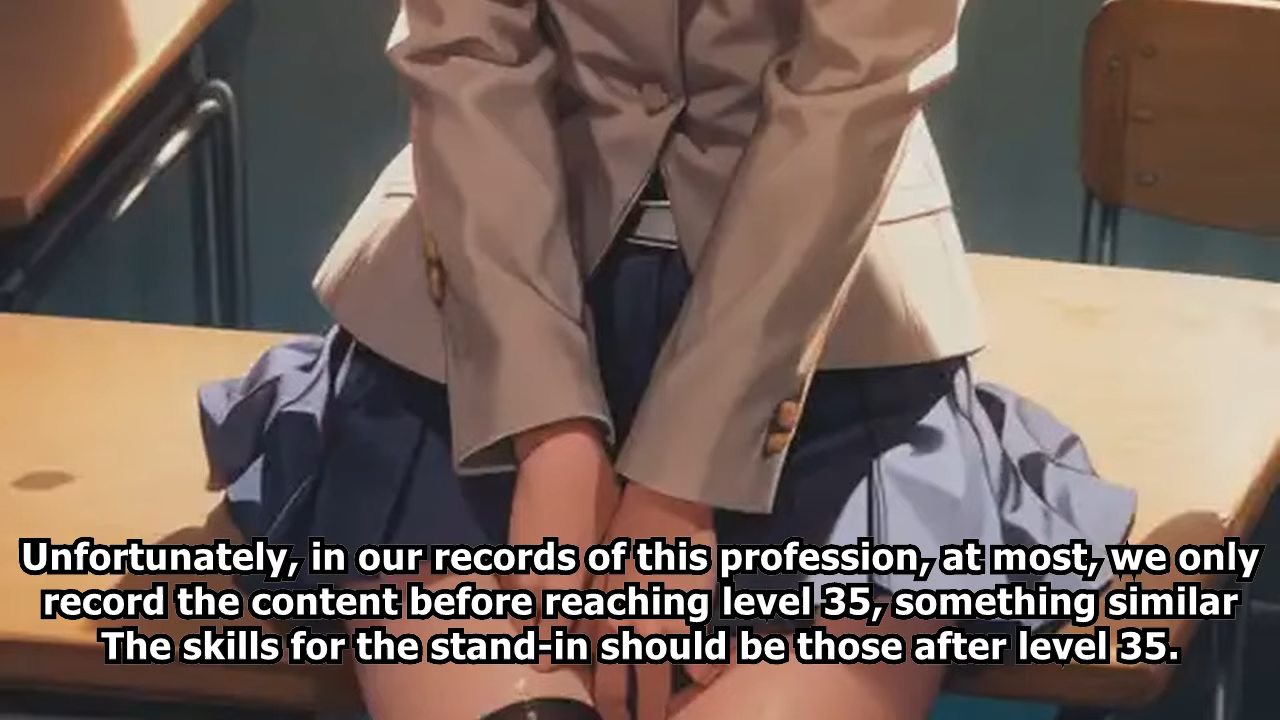 Unfortunately, in our records of this profession, at most, we only
record the content before reaching level 35, something similar
The skills for the stand-in should be those after level 35.